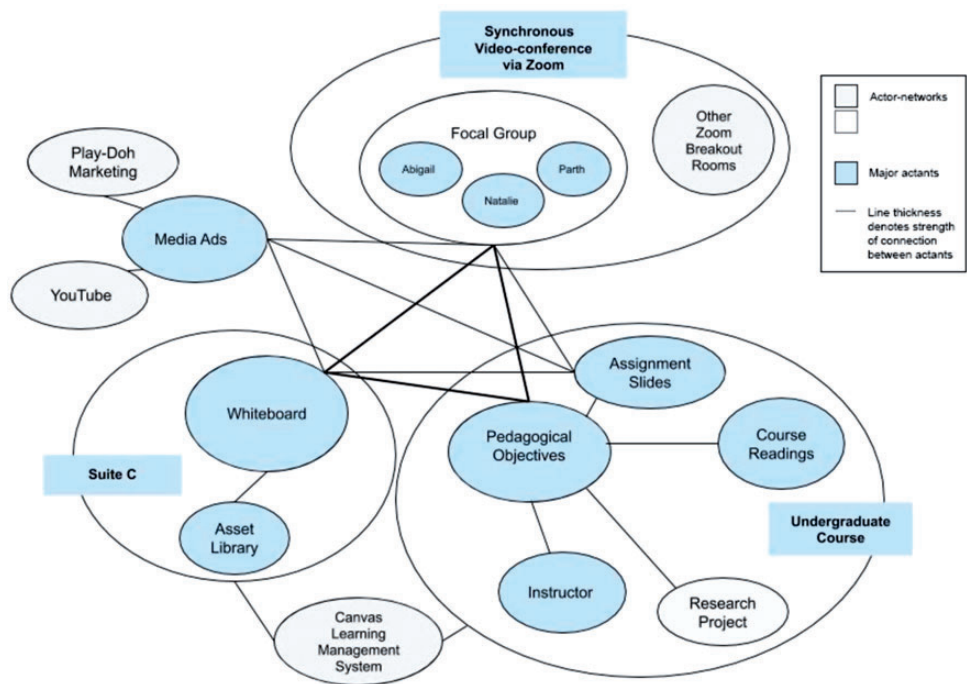 Synchronous
Video-conference
via Zoom
Focal Group
Abigail
Natalie
Parth
Other
Zoom
Breakout
Rooms
Actor-networks
Major actants
Line thickness
denotes strength
of connection
between actants
Play-Doh
Marketing
Media Ads
YouTube
Whiteboard
Suite C
Asset
Library
Canvas
Learning
Management
System
Assignment
Slides
Pedagogical
Objectives
Course
Readings
Undergraduate
Course
Instructor
Research
Project